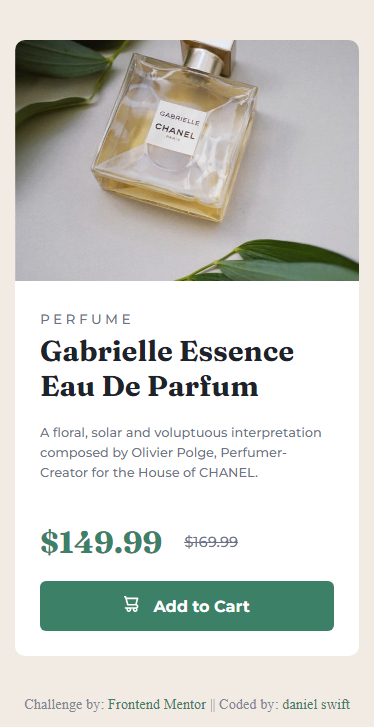 GABRIELLE
CHANEL
PARIS
PERFUME
Gabrielle Essence
Eau De Parfum
A floral, solar and voluptuous interpretation
composed by Olivier Polge, Perfumer-
Creator for the House of CHANEL.
$149.99 $169.99
Add to Cart
Challenge by: Frontend Mentor || Coded by: daniel swift